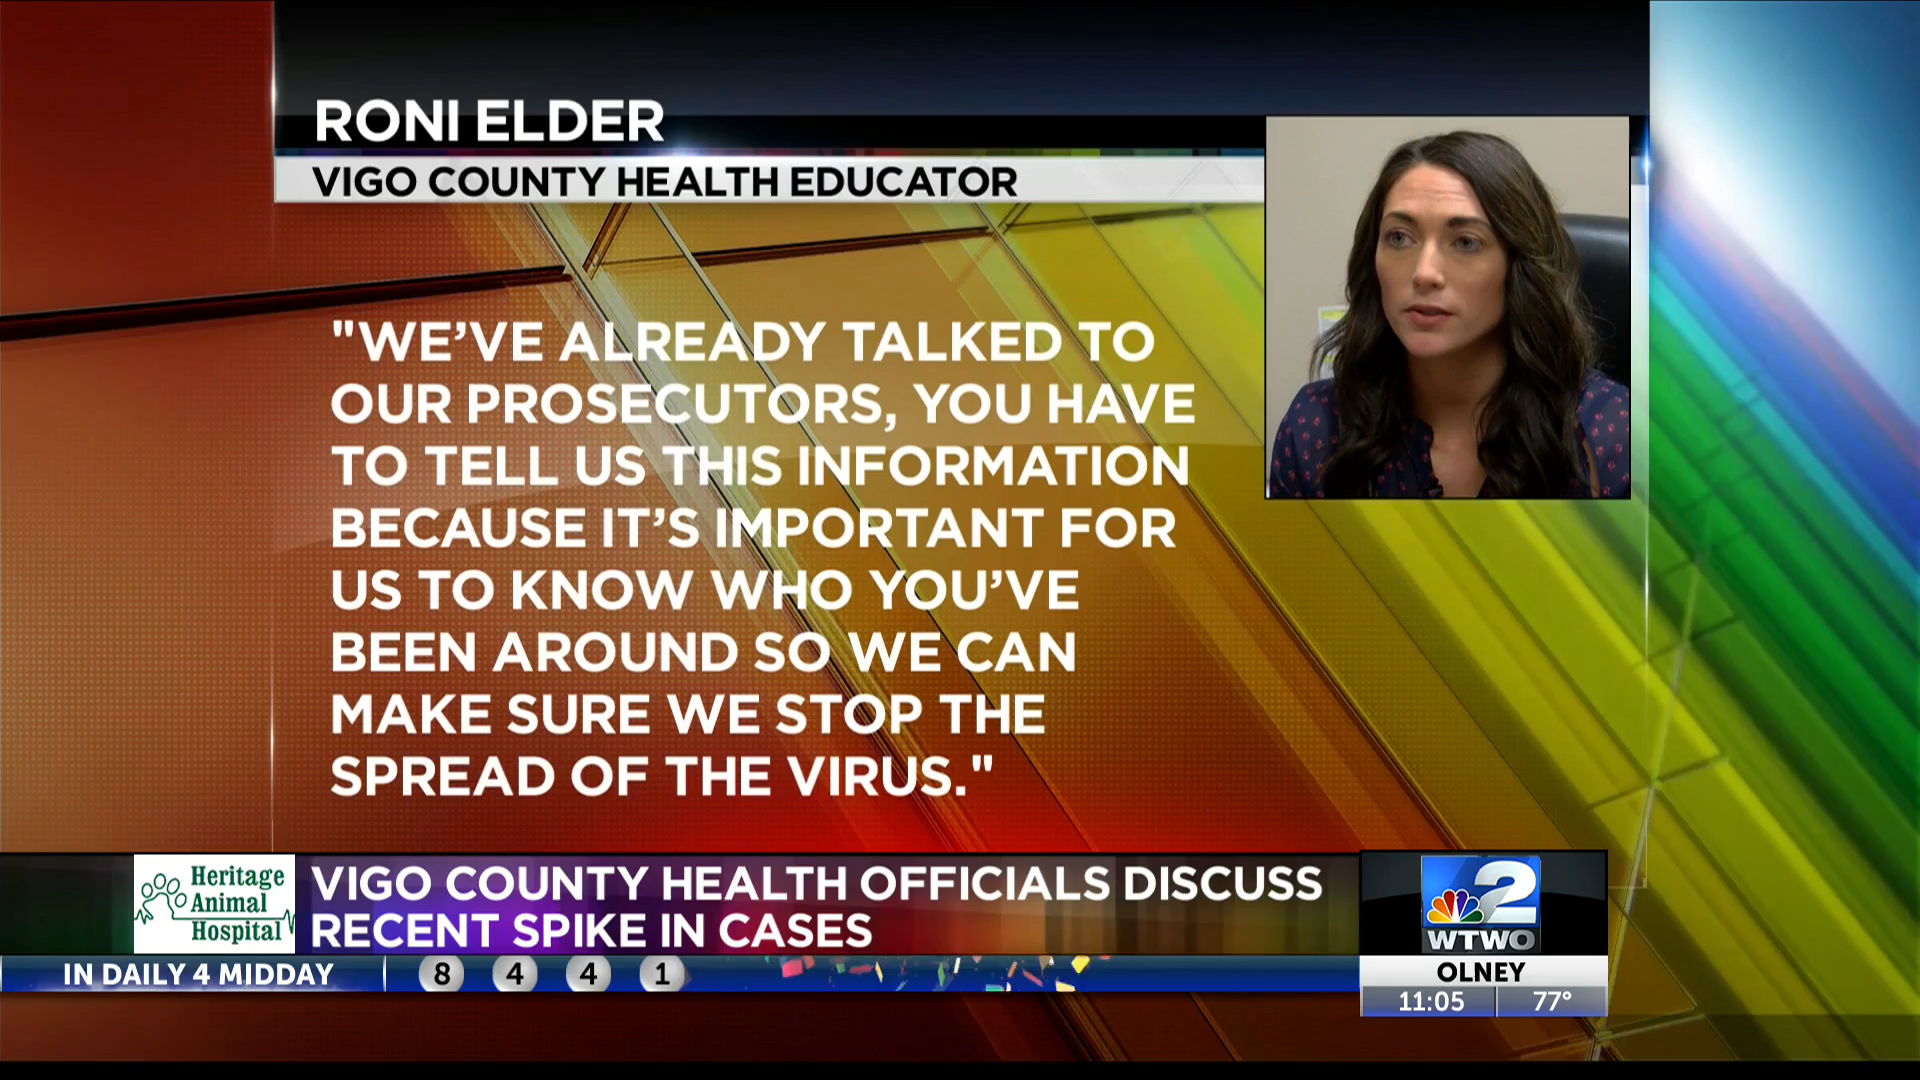 RONI ELDER
VIGO COUNTY HEALTH EDUCATOR
"WE’VE ALREADY TALKED TO
OUR PROSECUTORS, YOU HAVE
TO TELL US THIS INFORMATION
BECAUSE IT’S IMPORTANT FOR
US TO KNOW WHO YOU’VE
BEEN AROUND SO WE CAN
MAKE SURE WE STOP THE
SPREAD OF THE VIRUS."
Heritage
Animal
Hospital
VIGO COUNTY HEALTH OFFICIALS DISCUSS
RECENT SPIKE IN CASES
2
WTWO
IN DAILY 4 MIDDAY 8 4 4 1
OLNEY
11:05 77°